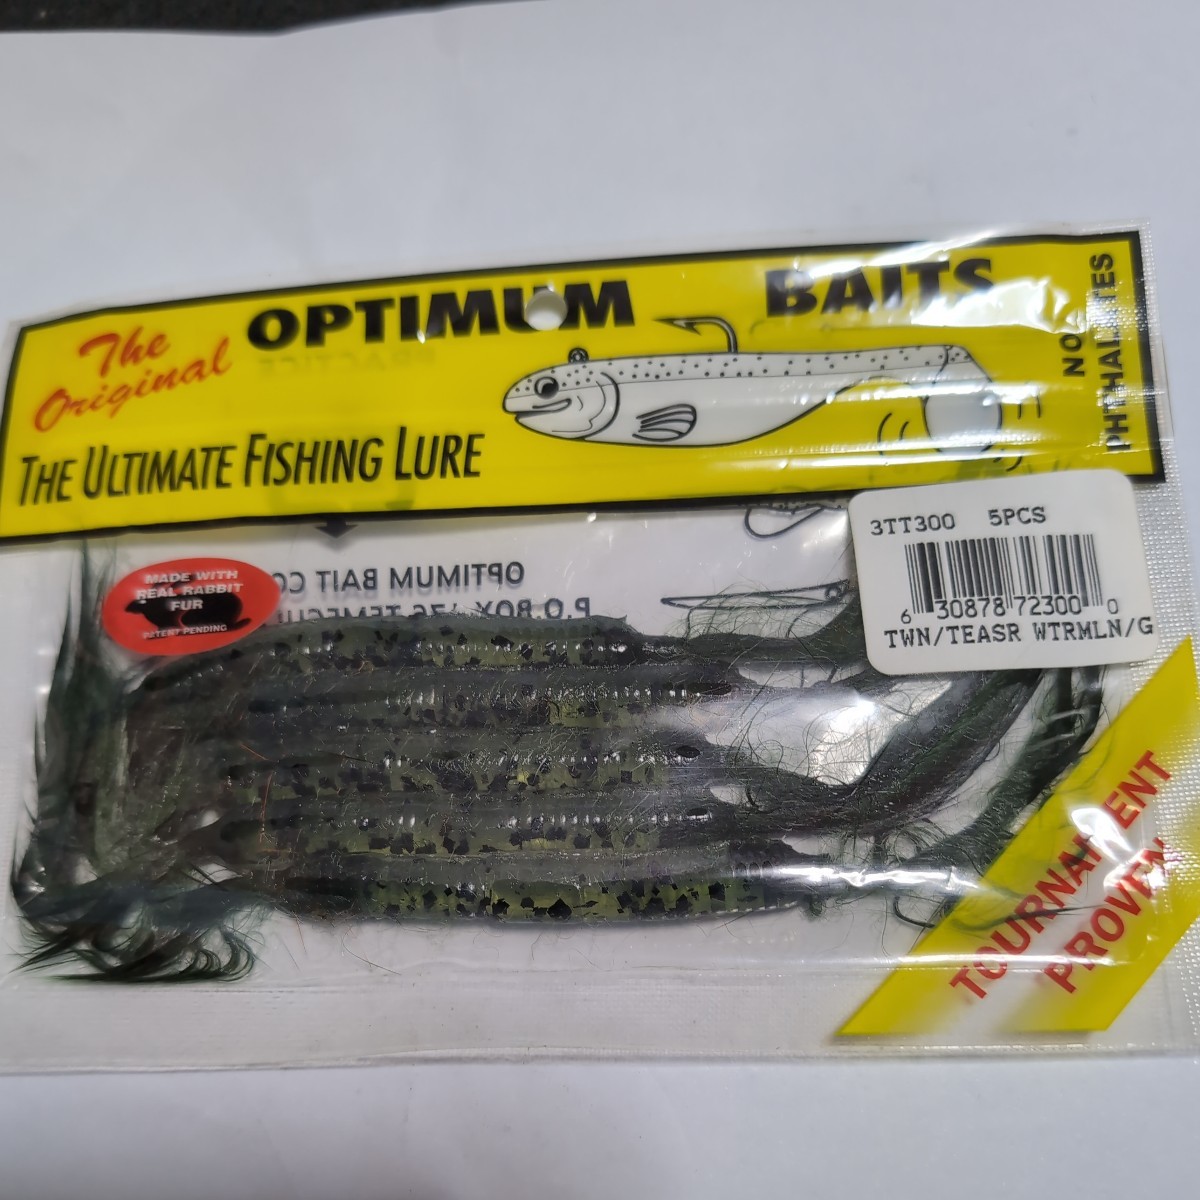 The
Original
OPTIMUM BAITS
THE ULTIMATE FISHING LURE
NO
PHTHALATES
3TT300 5PCS
6 30878 72300 0
TWN/TEASR WTRMLN/G
MADE WITH
REAL RABBIT
FUR
PATENT PENDING
OPTIMUM BAIT CO
P.O. BOX
TOURNAMENT
PROVEN